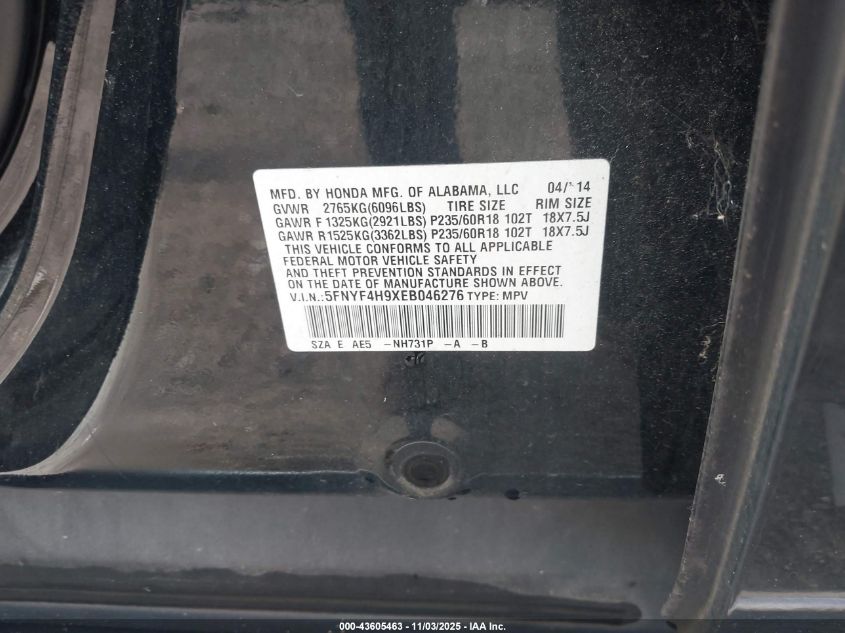 MFD. BY HONDA MFG. OF ALABAMA, LLC 04/14
GVWR 2765KG(6096LBS) TIRE SIZE RIM SIZE
GAWR F 1325KG(2921LBS) P235/60R18 102T 18X7.5J
GAWR R 1525KG(3362LBS) P235/60R18 102T 18X7.5J
THIS VEHICLE CONFORMS TO ALL APPLICABLE
FEDERAL MOTOR VEHICLE SAFETY
AND THEFT PREVENTION STANDARDS IN EFFECT
ON THE DATE OF MANUFACTURE SHOWN ABOVE.
V.I.N.:5FNYF4H9XEB046276 TYPE: MPV
SZA E AE5 -NH731P -A -B
000-43605463 - 11/03/2025 - IAA Inc.